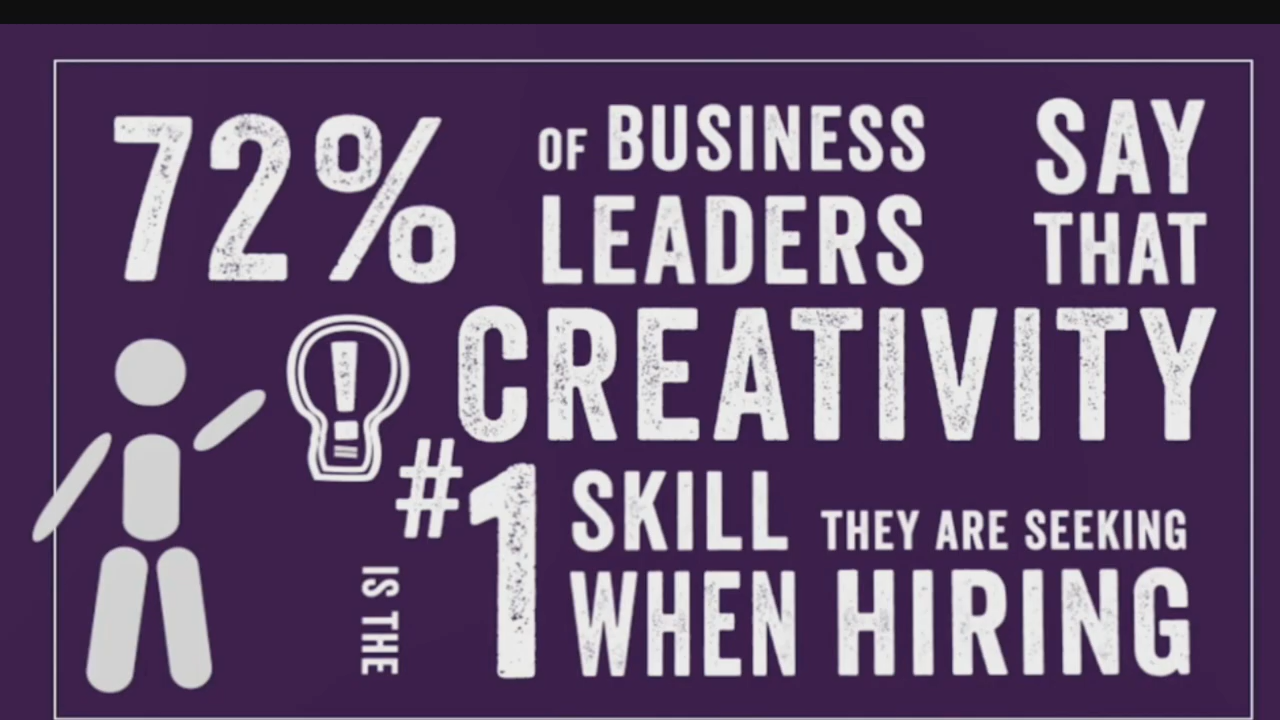 72% OF BUSINESS SAY
LEADERS THAT
CREATIVITY
IS THE
#1 SKILL THEY ARE SEEKING
WHEN HIRING